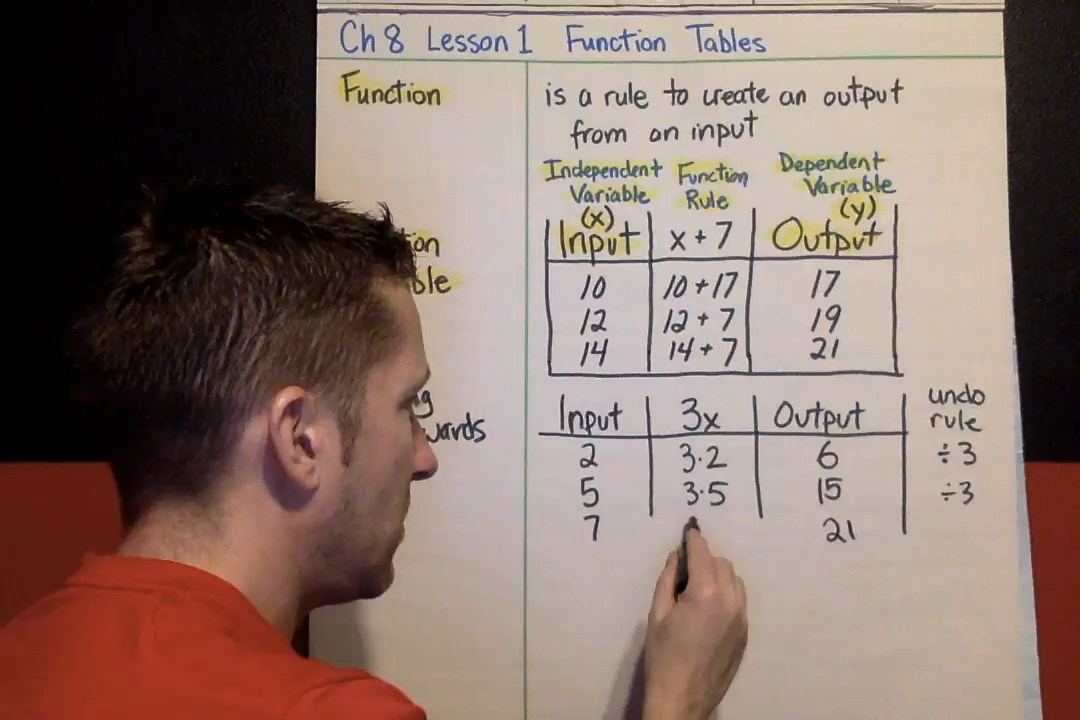 Ch 8 Lesson 1 Function Tables
Function
is a rule to create an output
from an input
Independent Variable (x)
Function Rule
Dependent Variable (y)
Input x + 7 Output
10 10 + 17 17
12 12 + 7 19
14 14 + 7 21
Input 3x Output undo rule
2 3·2 6 ÷3
5 3·5 15 ÷3
7 21